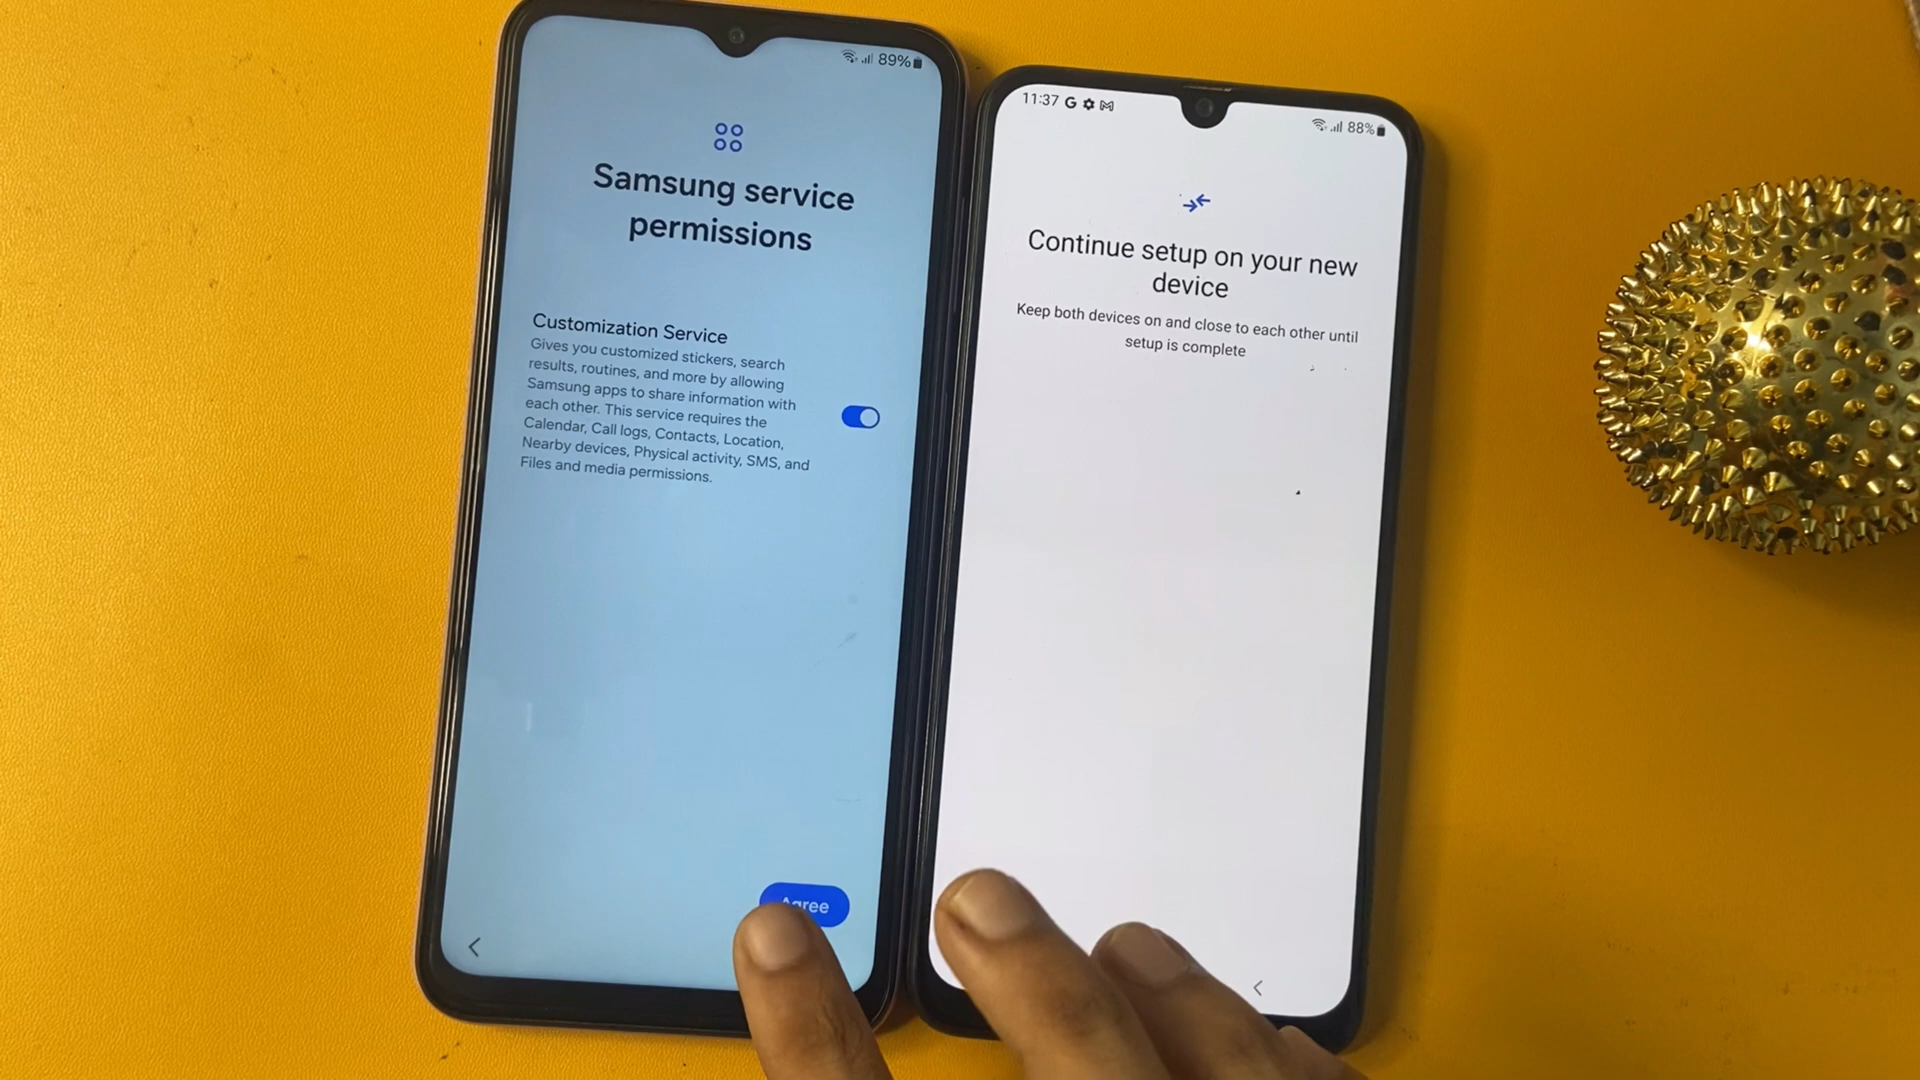 89%
Samsung service
permissions
Customization Service
Gives you customized stickers, search
results, routines, and more by allowing
Samsung apps to share information with
each other. This service requires the
Calendar, Call logs, Contacts, Location,
Nearby devices, Physical activity, SMS, and
Files and media permissions.
Agree
11:37 G
88%
Continue setup on your new
device
Keep both devices on and close to each other until
setup is complete